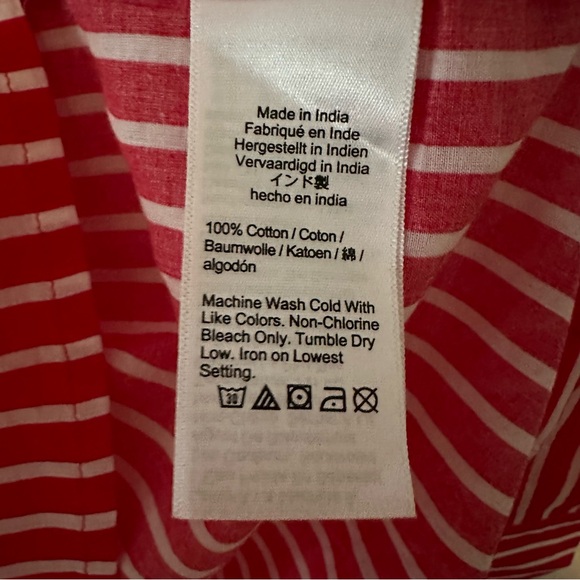 Made in India
Fabriqué en Inde
Hergestellt in Indien
Vervaardigd in India
インド製
hecho en india
100% Cotton / Coton /
Baumwolle / Katoen / 綿 /
algodón
Machine Wash Cold With
Like Colors. Non-Chlorine
Bleach Only. Tumble Dry
Low. Iron on Lowest
Setting.
30